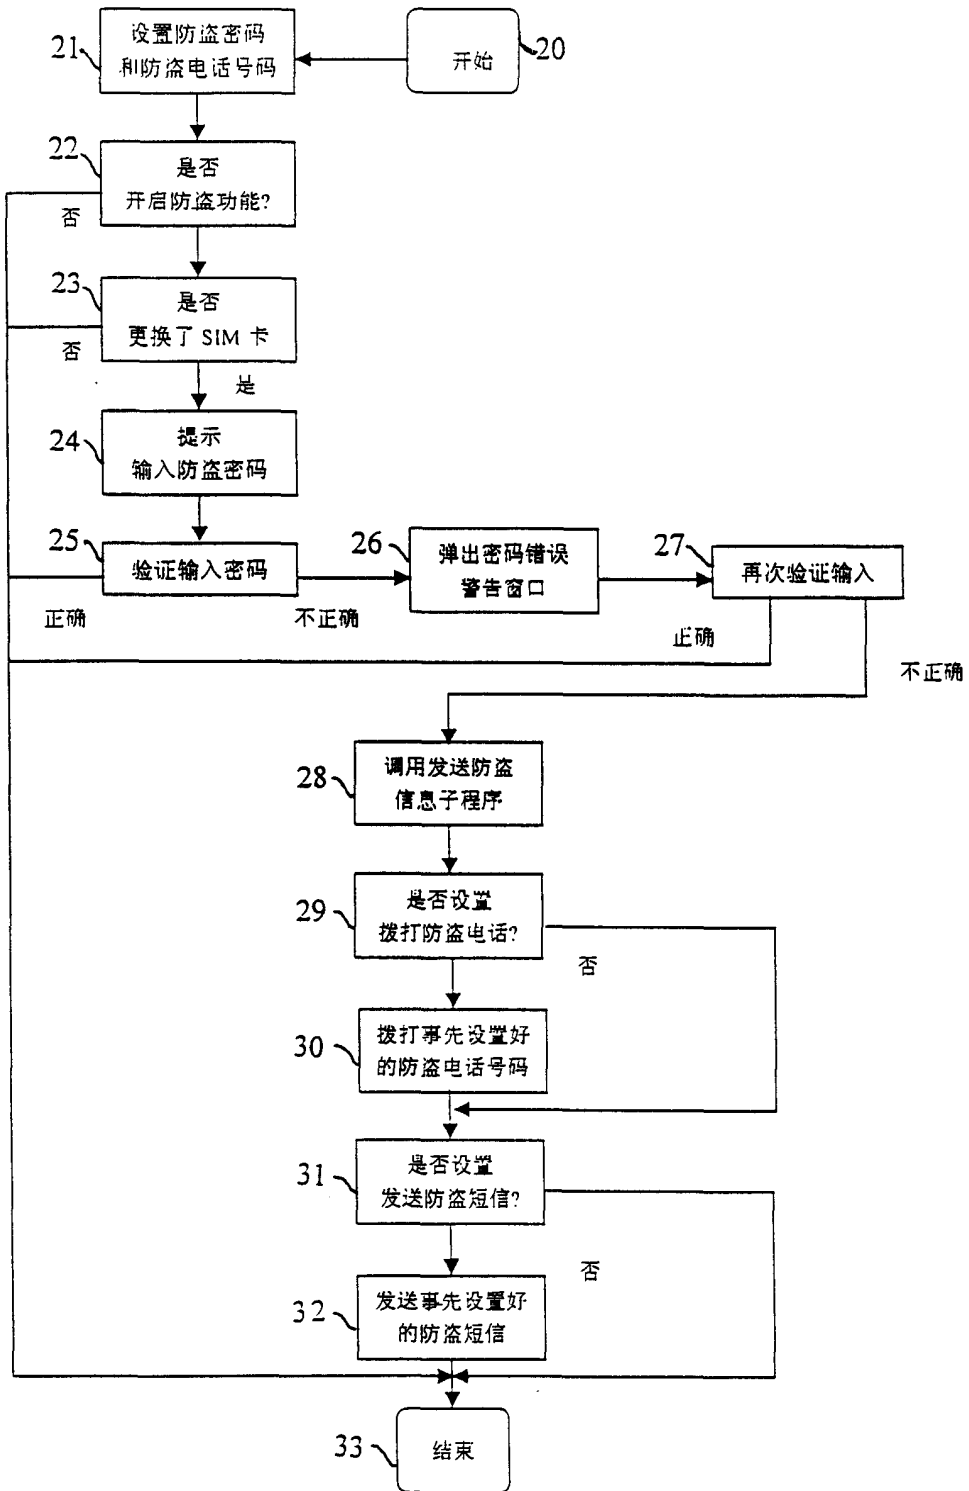 21
设置防盗密码
和防盗电话号码
开始
20
22
是否
开启防盗功能?
否
23
是否
更换了 SIM 卡
否
是
24
提示
输入防盗密码
25
验证输入密码
正确
不正确
26
弹出密码错误
警告窗口
27
再次验证输入
正确
不正确
28
调用发送防盗
信息子程序
29
是否设置
拨打防盗电话?
否
30
拨打事先设置好
的防盗电话号码
31
是否设置
发送防盗短信?
否
32
发送事先设置好
的防盗短信
33
结束